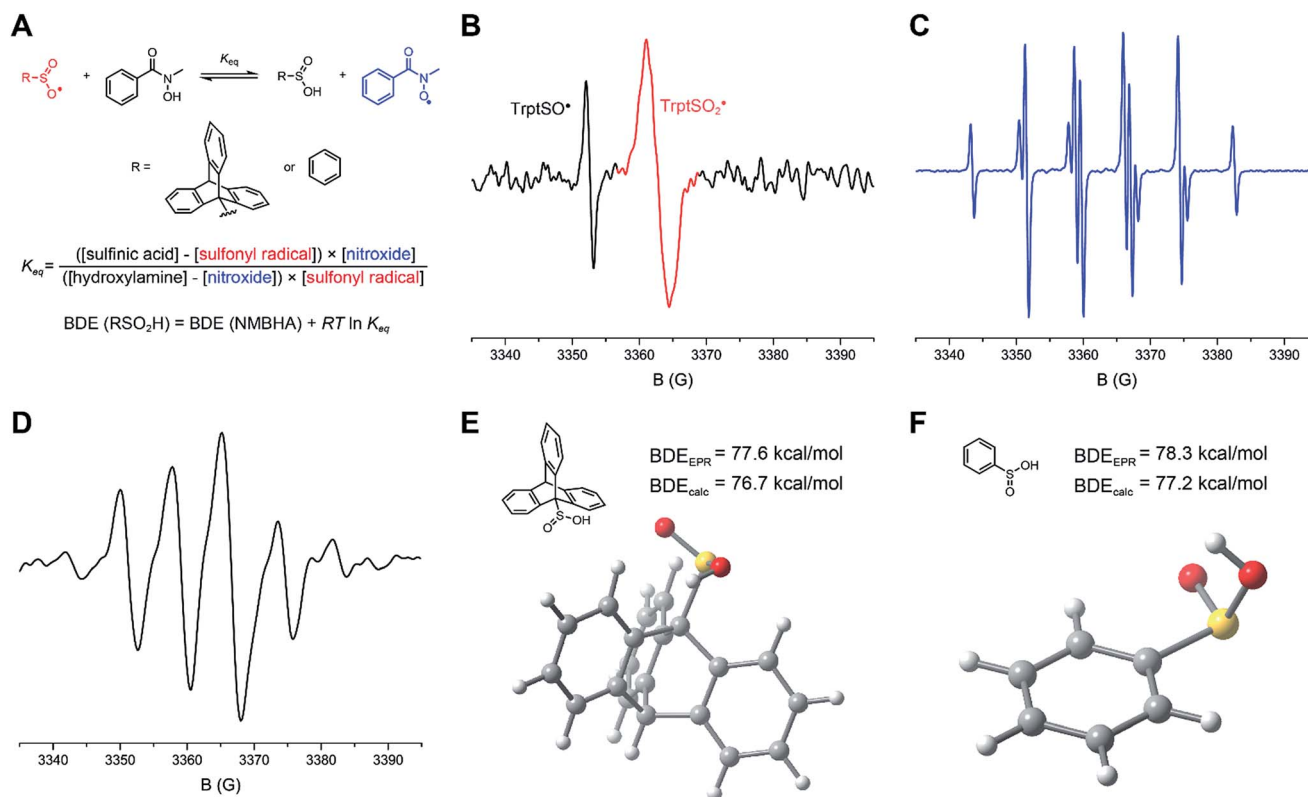 A
R S O O• + O N OH ⇌ Keq R S O OH + O N O•
R = or
Keq = ([sulfinic acid] - [sulfonyl radical]) × [nitroxide]
([hydroxylamine] - [nitroxide]) × [sulfonyl radical]
BDE (RSO2H) = BDE (NMBHA) + RT ln Keq
B
TrptSO•
TrptSO2•
3340 3350 3360 3370 3380 3390
B (G)
C
3340 3350 3360 3370 3380 3390
B (G)
D
3340 3350 3360 3370 3380 3390
B (G)
E
O S OH
BDEEPR = 77.6 kcal/mol
BDEcalc = 76.7 kcal/mol
F
S OH O
BDEEPR = 78.3 kcal/mol
BDEcalc = 77.2 kcal/mol